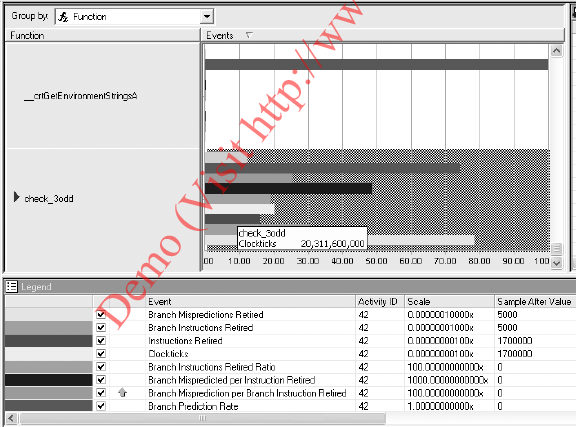 Group by: Function
Function Events
__crtGetEnvironmentStringsA
check_3odd
check_3odd
Clockticks 20,311,600,000
.00 10.00 20.00 30.00 40.00 50.00 60.00 70.00 80.00 90.00 100.
Legend
Event Activity ID Scale Sample After Value
Branch Mispredictions Retired 42 0.00000010000x 5000
Branch Instructions Retired 42 0.00000000100x 5000
Instructions Retired 42 0.00000000100x 1700000
Clockticks 42 0.00000000100x 1700000
Branch Instructions Retired Ratio 42 100.00000000000x 0
Branch Mispredicted per Instruction Retired 42 1000.00000000000x 0
Branch Misprediction per Branch Instruction Retired 42 100.00000000000x 0
Branch Prediction Rate 42 1.00000000000x 0
Demo (Visit http://www